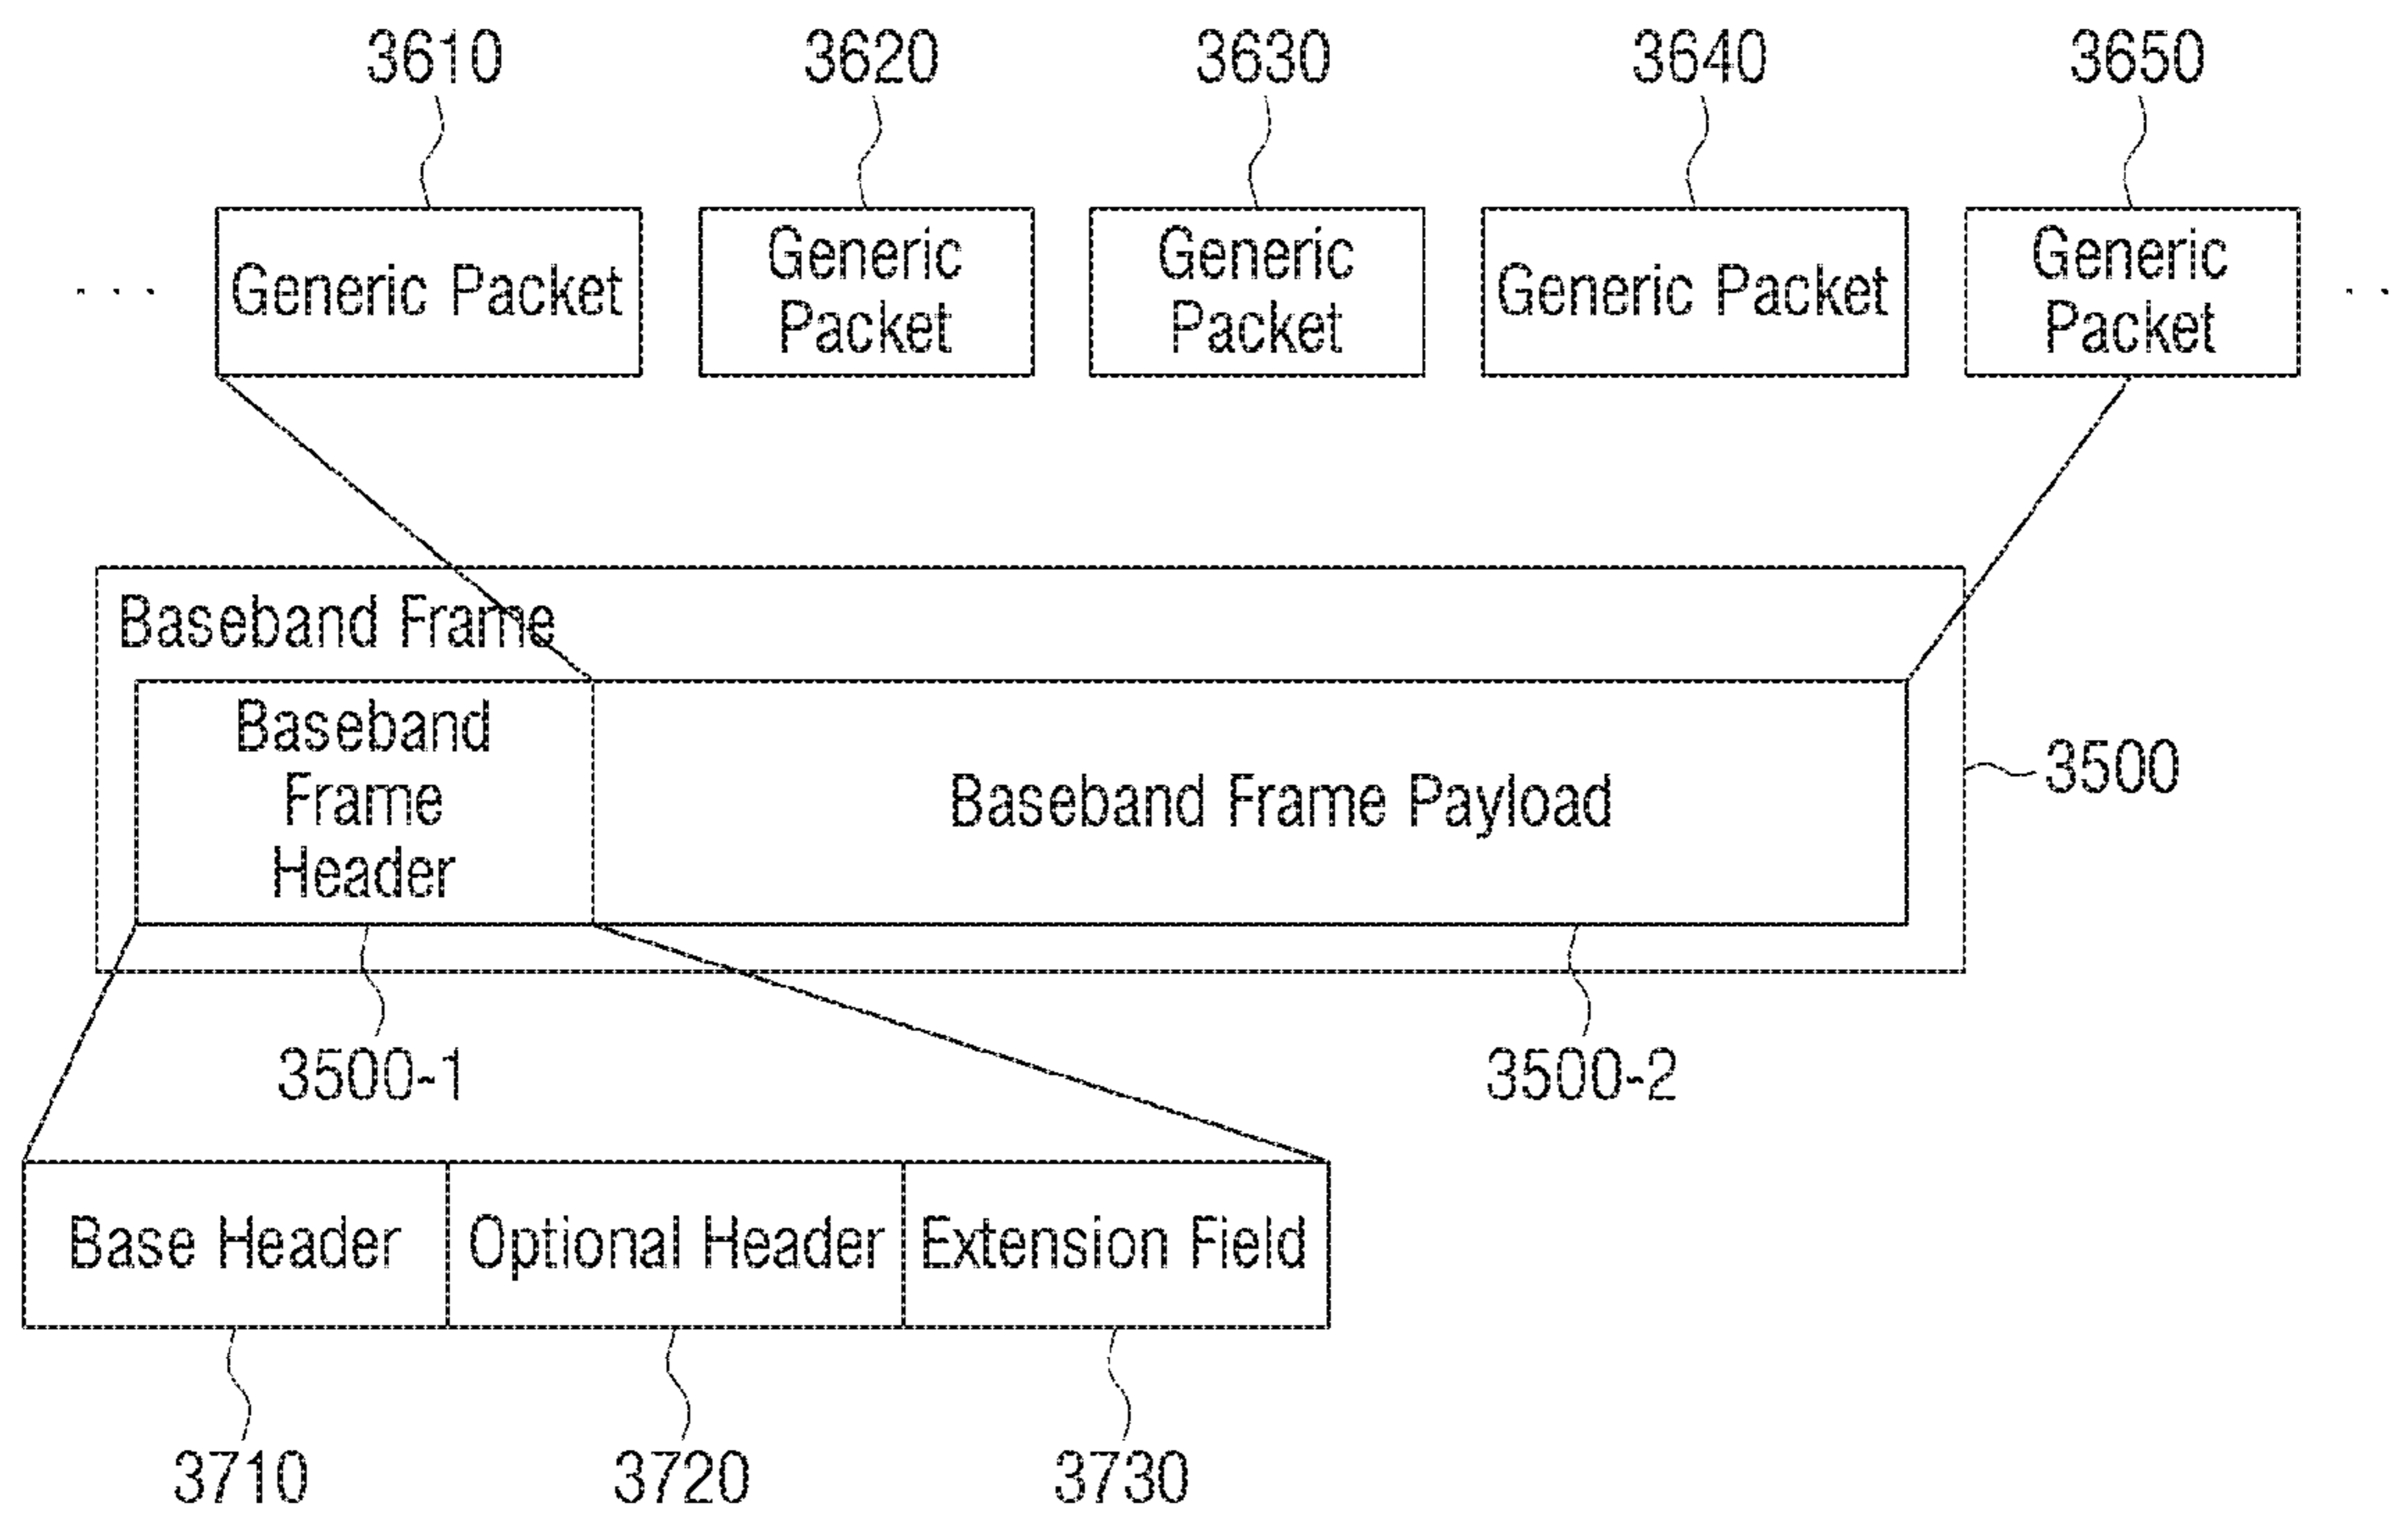 3610 3620 3630 3640 3650
Generic Packet
Generic
Packet
Generic
Packet
Generic Packet
Generic
Packet
Baseband Frame
Baseband
Frame
Header
Baseband Frame Payload
3500
3500-1
3500-2
Base Header
Optional Header
Extension Field
3710 3720 3730